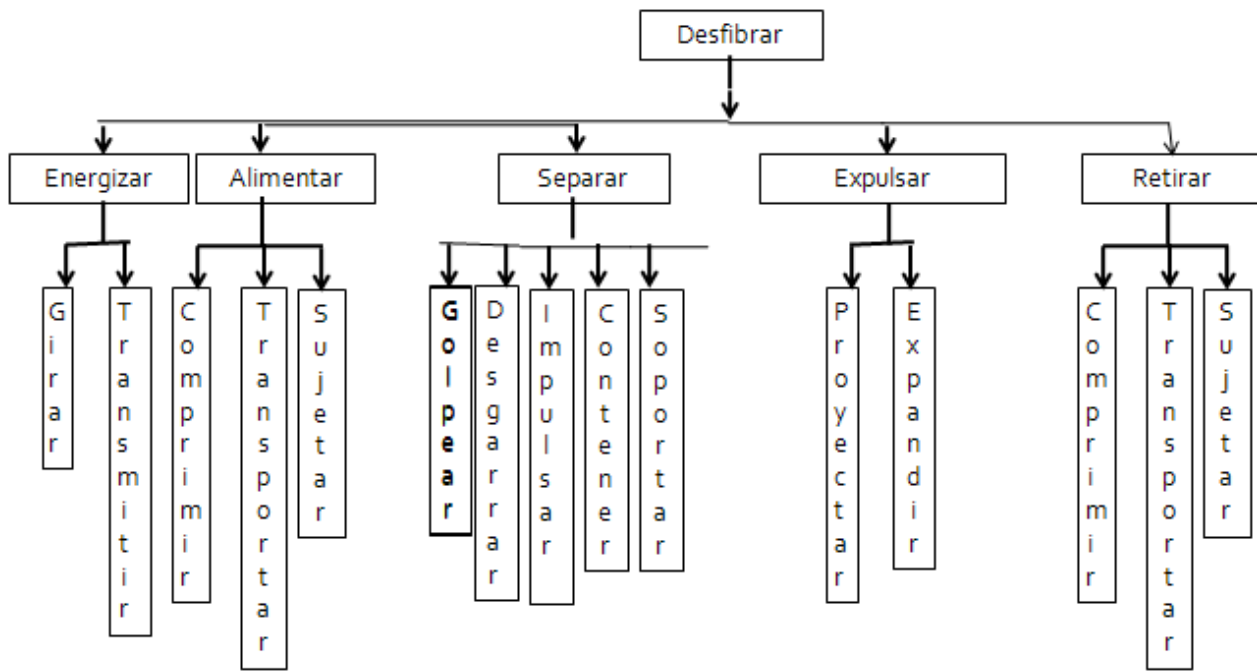 Desfibrar
Energizar
Alimentar
Separar
Expulsar
Retirar
Girar
Transmitir
Comprimir
Transportar
Sujetar
Golpear
Desgarrar
Impulsar
Contener
Soportar
Proyectar
Expandir
Comprimir
Transportar
Sujetar